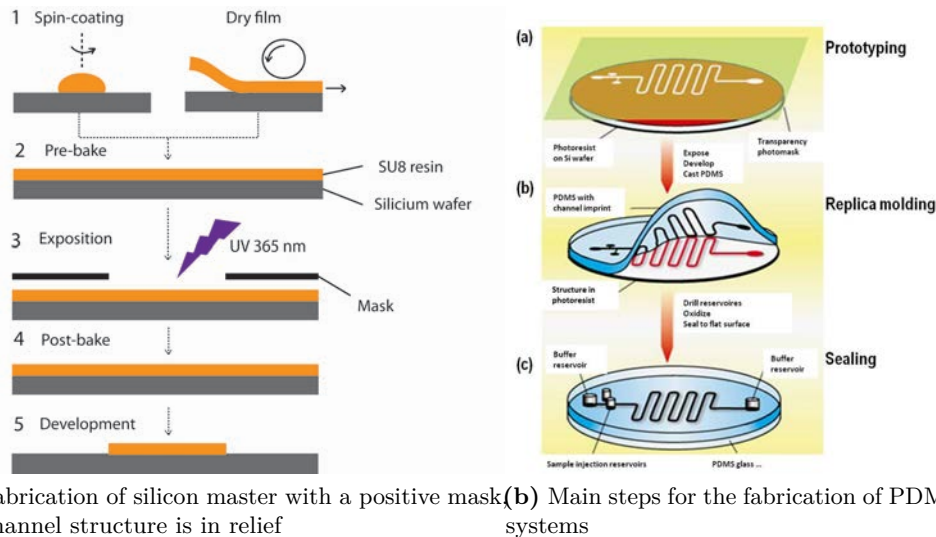 1 Spin-coating
Dry film
2 Pre-bake
SU8 resin
Silicium wafer
3 Exposition
UV 365 nm
Mask
4 Post-bake
5 Development
(a)
Prototyping
Photoresist
on Si wafer
Expose
Develop
Cast PDMS
Transparency
photomask
(b)
PDMS with
channel imprint
Replica molding
Structure in
photoresist
Drill reservoires
Oxidize
Seal to flat surface
(c)
Buffer
reservoir
Buffer
reservoir
Sealing
Sample injection reservoirs
PDMS glass ...
abrication of silicon master with a positive mask.
hannel structure is in relief
(b) Main steps for the fabrication of PDM
systems